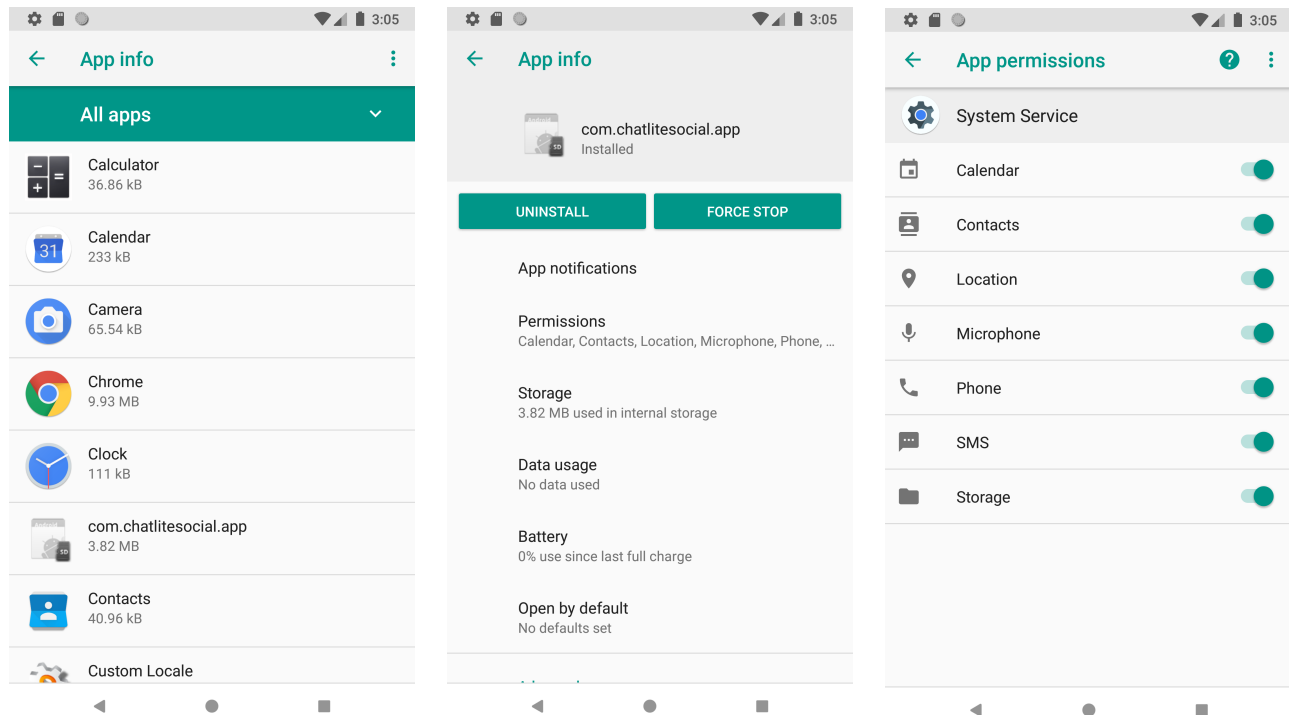 3:05
App info
All apps
Calculator
36.86 kB
31
Calendar
233 kB
Camera
65.54 kB
Chrome
9.93 MB
Clock
111 kB
Android
SD
com.chatlitesocial.app
3.82 MB
Contacts
40.96 kB
Custom Locale
3:05
App info
Android
SD
com.chatlitesocial.app
Installed
UNINSTALL
FORCE STOP
App notifications
Permissions
Calendar, Contacts, Location, Microphone, Phone, ...
Storage
3.82 MB used in internal storage
Data usage
No data used
Battery
0% use since last full charge
Open by default
No defaults set
3:05
App permissions
?
System Service
Calendar
Contacts
Location
Microphone
Phone
SMS
Storage